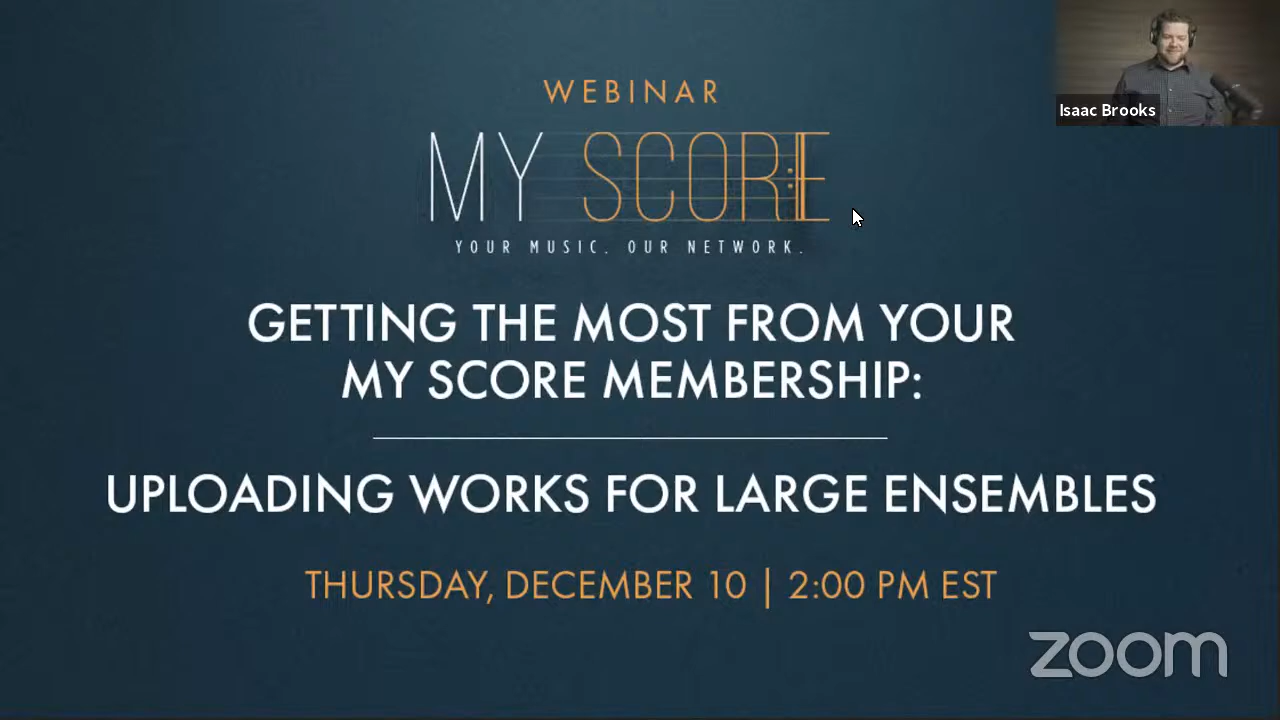 WEBINAR
MY SCORE
YOUR MUSIC. OUR NETWORK.
GETTING THE MOST FROM YOUR
MY SCORE MEMBERSHIP:
UPLOADING WORKS FOR LARGE ENSEMBLES
THURSDAY, DECEMBER 10 | 2:00 PM EST
Isaac Brooks
zoom